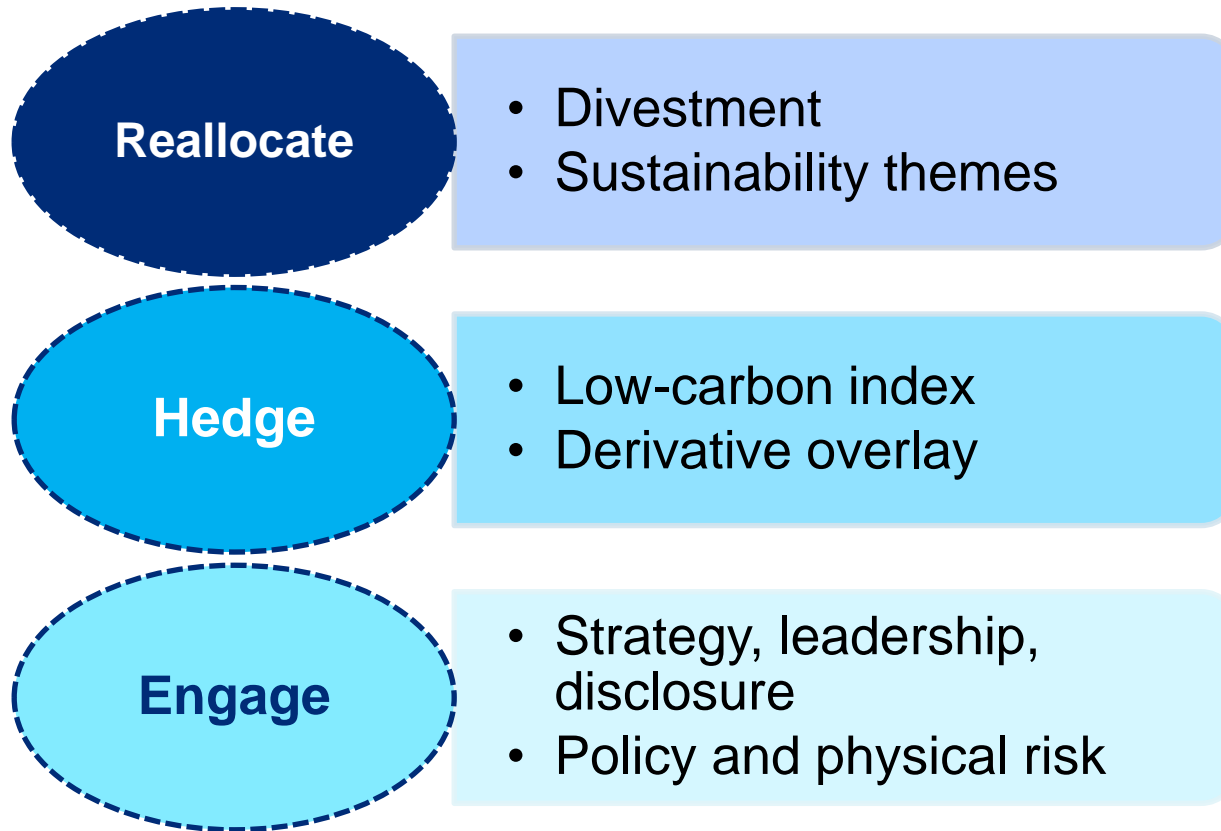 Reallocate
• Divestment
• Sustainability themes
Hedge
• Low-carbon index
• Derivative overlay
Engage
• Strategy, leadership,
disclosure
• Policy and physical risk